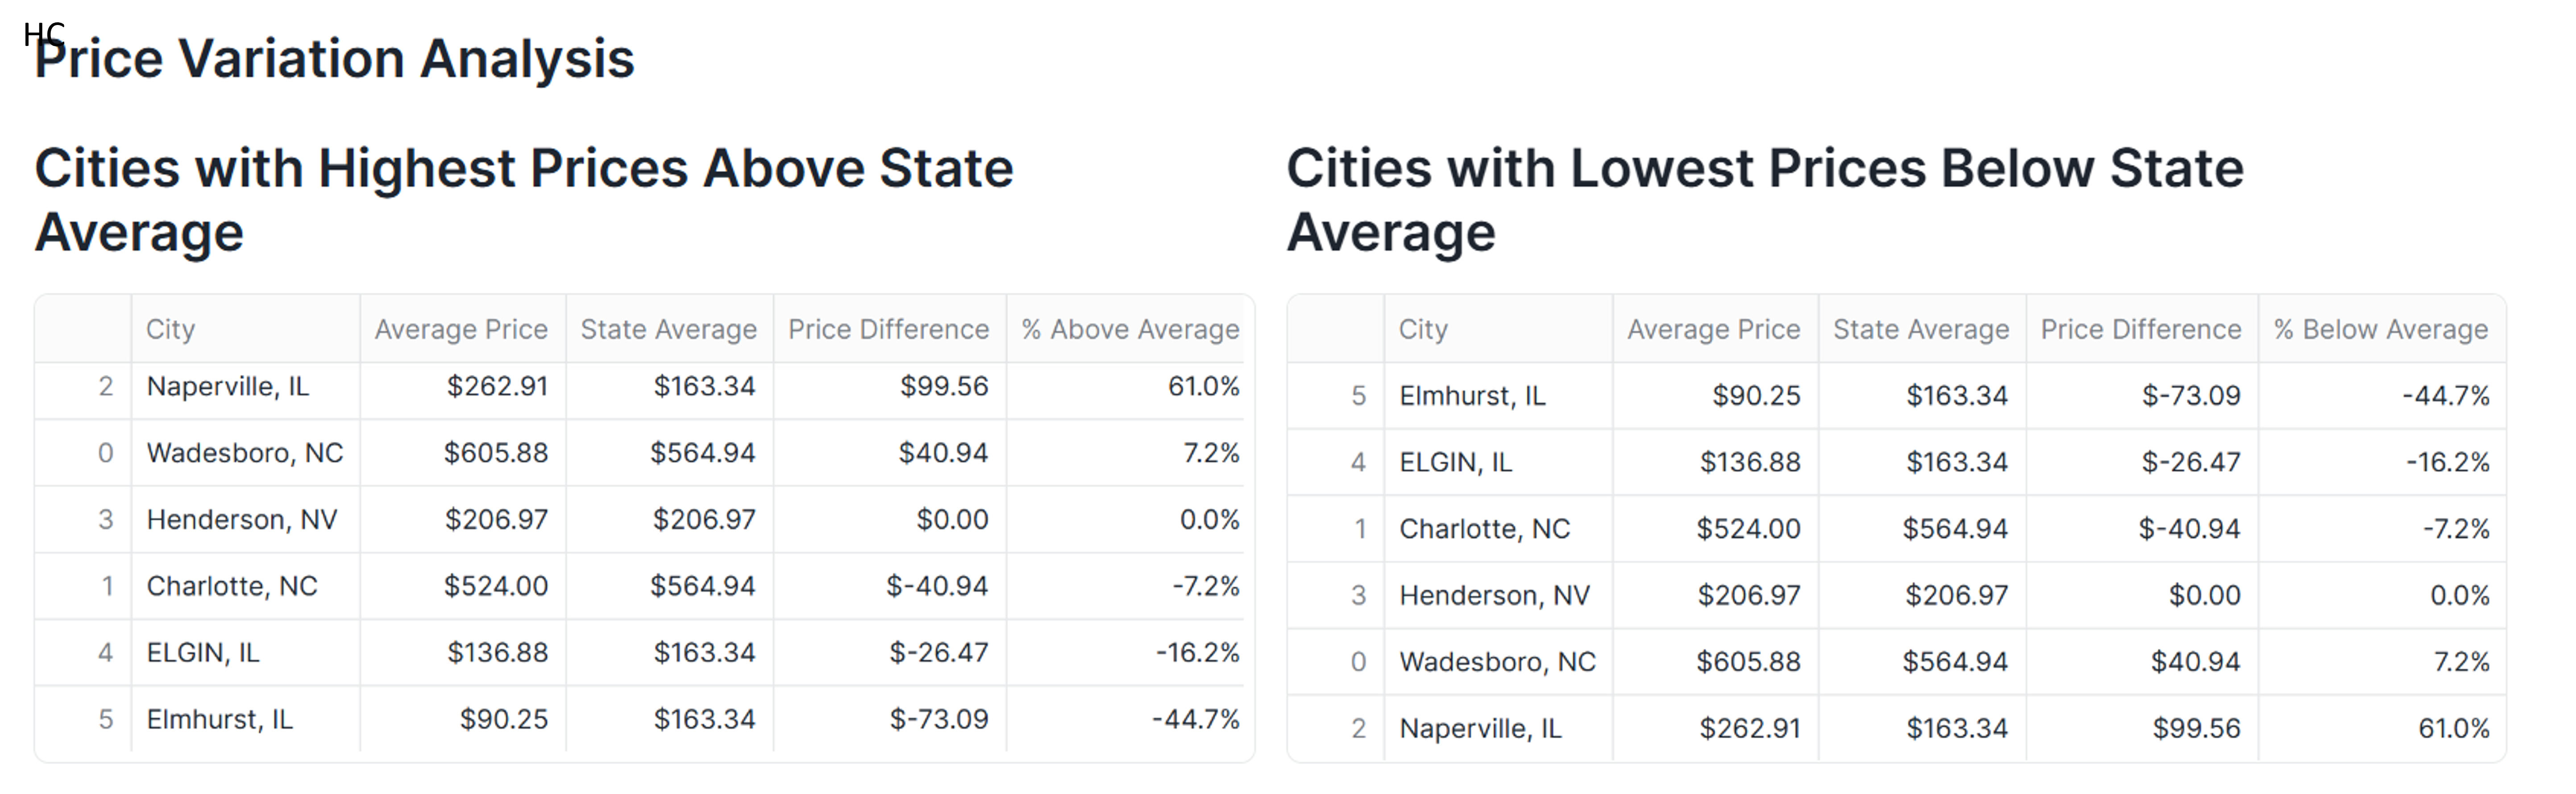 HC
Price Variation Analysis
Cities with Highest Prices Above State
Average
City Average Price State Average Price Difference % Above Average
2 Naperville, IL $262.91 $163.34 $99.56 61.0%
0 Wadesboro, NC $605.88 $564.94 $40.94 7.2%
3 Henderson, NV $206.97 $206.97 $0.00 0.0%
1 Charlotte, NC $524.00 $564.94 $-40.94 -7.2%
4 ELGIN, IL $136.88 $163.34 $-26.47 -16.2%
5 Elmhurst, IL $90.25 $163.34 $-73.09 -44.7%
Cities with Lowest Prices Below State
Average
City Average Price State Average Price Difference % Below Average
5 Elmhurst, IL $90.25 $163.34 $-73.09 -44.7%
4 ELGIN, IL $136.88 $163.34 $-26.47 -16.2%
1 Charlotte, NC $524.00 $564.94 $-40.94 -7.2%
3 Henderson, NV $206.97 $206.97 $0.00 0.0%
0 Wadesboro, NC $605.88 $564.94 $40.94 7.2%
2 Naperville, IL $262.91 $163.34 $99.56 61.0%